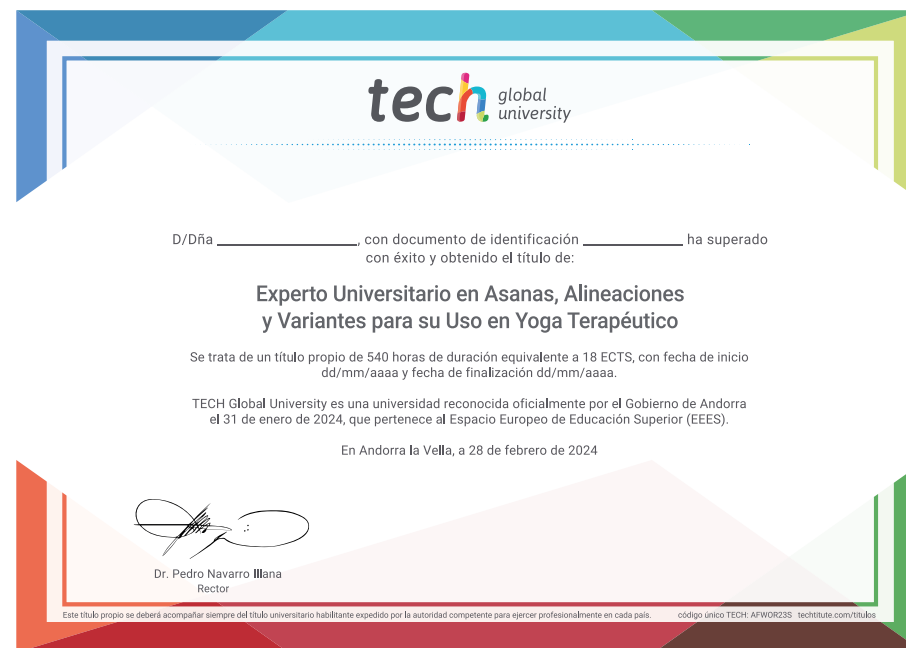 tech global university
D/Dña ______________, con documento de identificación ____________ ha superado
con éxito y obtenido el título de:
Experto Universitario en Asanas, Alineaciones
y Variantes para su Uso en Yoga Terapéutico
Se trata de un título propio de 540 horas de duración equivalente a 18 ECTS, con fecha de inicio
dd/mm/aaaa y fecha de finalización dd/mm/aaaa.
TECH Global University es una universidad reconocida oficialmente por el Gobierno de Andorra
el 31 de enero de 2024, que pertenece al Espacio Europeo de Educación Superior (EEES).
En Andorra la Vella, a 28 de febrero de 2024
Dr. Pedro Navarro Illana
Rector
Este título propio se deberá acompañar siempre del título universitario habilitante expedido por la autoridad competente para ejercer profesionalmente en cada país. código único TECH: AFWOR23S techtitute.com/titulos